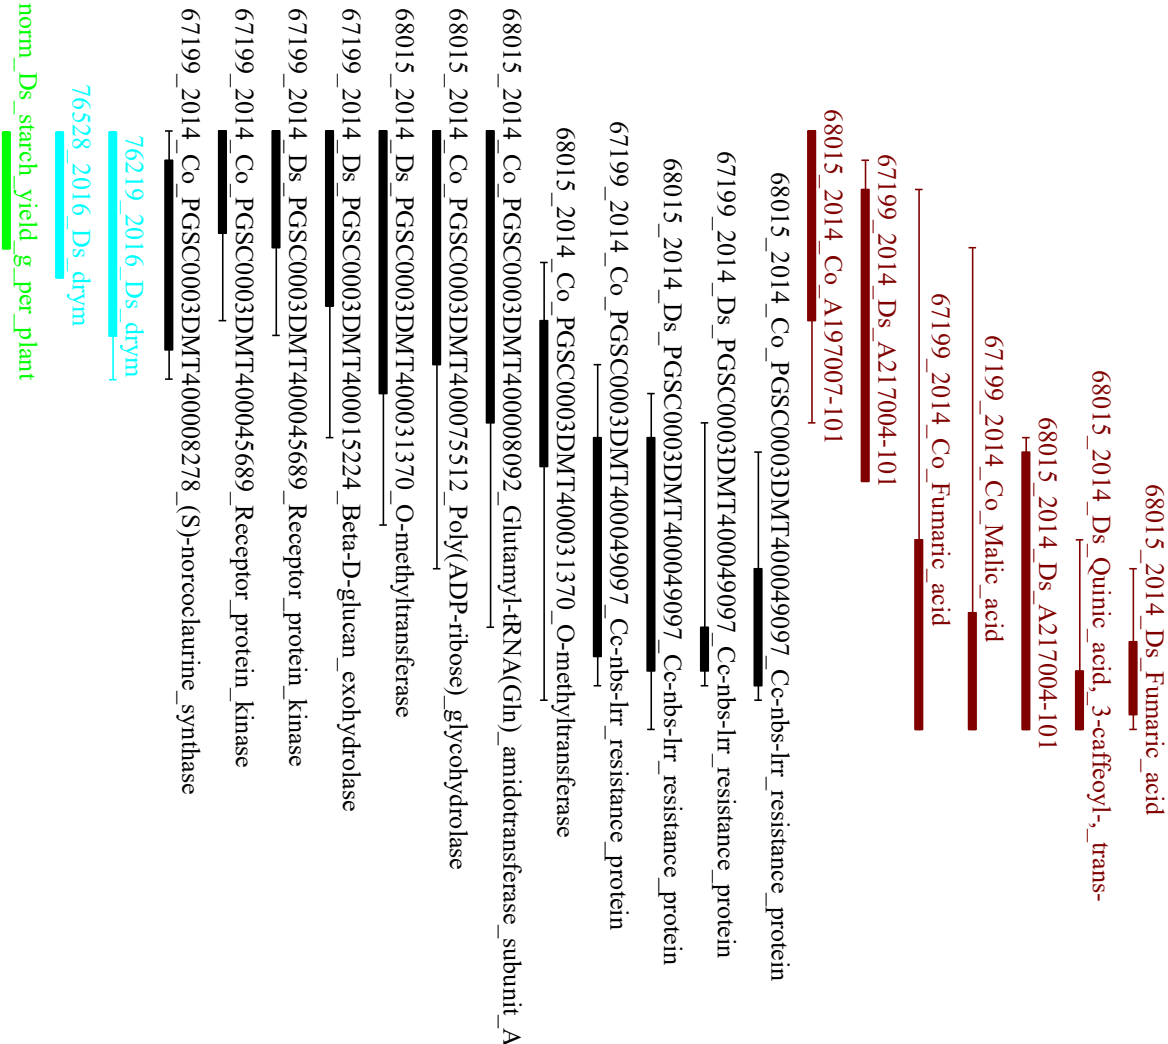 68015_2014_Ds_Fumaric_acid
68015_2014_Ds_Quinic_acid,_3-caffeoyl-,_trans-
68015_2014_Ds_A217004-101
67199_2014_Co_Malic_acid
67199_2014_Co_Fumaric_acid
67199_2014_Ds_A217004-101
68015_2014_Co_A197007-101
68015_2014_Co_PGSC0003DMT400049097_Cc-nbs-lrr_resistance_protein
67199_2014_Ds_PGSC0003DMT400049097_Cc-nbs-lrr_resistance_protein
68015_2014_Ds_PGSC0003DMT400049097_Cc-nbs-lrr_resistance_protein
67199_2014_Co_PGSC0003DMT400049097_Cc-nbs-lrr_resistance_protein
68015_2014_Co_PGSC0003DMT400031370_O-methyltransferase
68015_2014_Co_PGSC0003DMT400008092_Glutamyl-tRNA(Gln)_amidotransferase_subunit_A
68015_2014_Co_PGSC0003DMT400075512_Poly(ADP-ribose)_glycohydrolase
68015_2014_Ds_PGSC0003DMT400031370_O-methyltransferase
67199_2014_Ds_PGSC0003DMT400015224_Beta-D-glucan_exohydrolase
67199_2014_Ds_PGSC0003DMT400045689_Receptor_protein_kinase
67199_2014_Co_PGSC0003DMT400045689_Receptor_protein_kinase
67199_2014_Co_PGSC0003DMT400008278_(S)-norcoclaurine_synthase
76219_2016_Ds_drym
76528_2016_Ds_drym
norm_Ds_starch_yield_g_per_plant